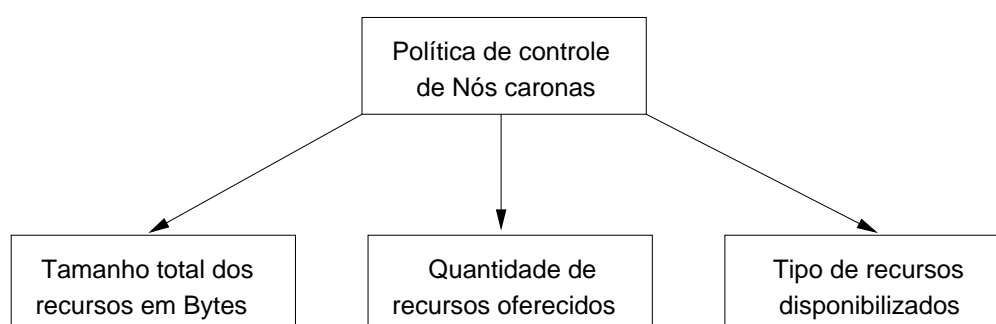 Política de controle
de Nós caronas
Tamanho total dos
recursos em Bytes
Quantidade de
recursos oferecidos
Tipo de recursos
disponibilizados